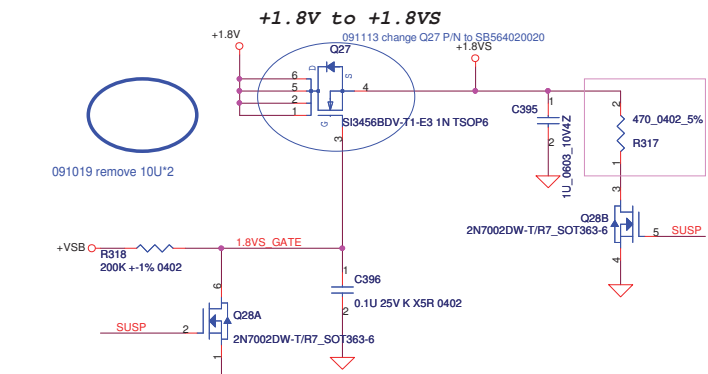 +1.8V to +1.8VS
091113 change Q27 P/N to SB564020020
+1.8V
+1.8VS
Q27
D
S
6
5
2
1
4
G
SI3456BDV-T1-E3 1N TSOP6
3
C395
1
2
1U_0603_10V4Z
2
470_0402_5%
R317
1
091019 remove 10U*2
3
Q28B
2N7002DW-T/R7_SOT363-6
5
SUSP
4
+VSB
R318
200K +-1% 0402
1.8VS_GATE
1
C396
0.1U 25V K X5R 0402
2
6
Q28A
SUSP
2
2N7002DW-T/R7_SOT363-6
1